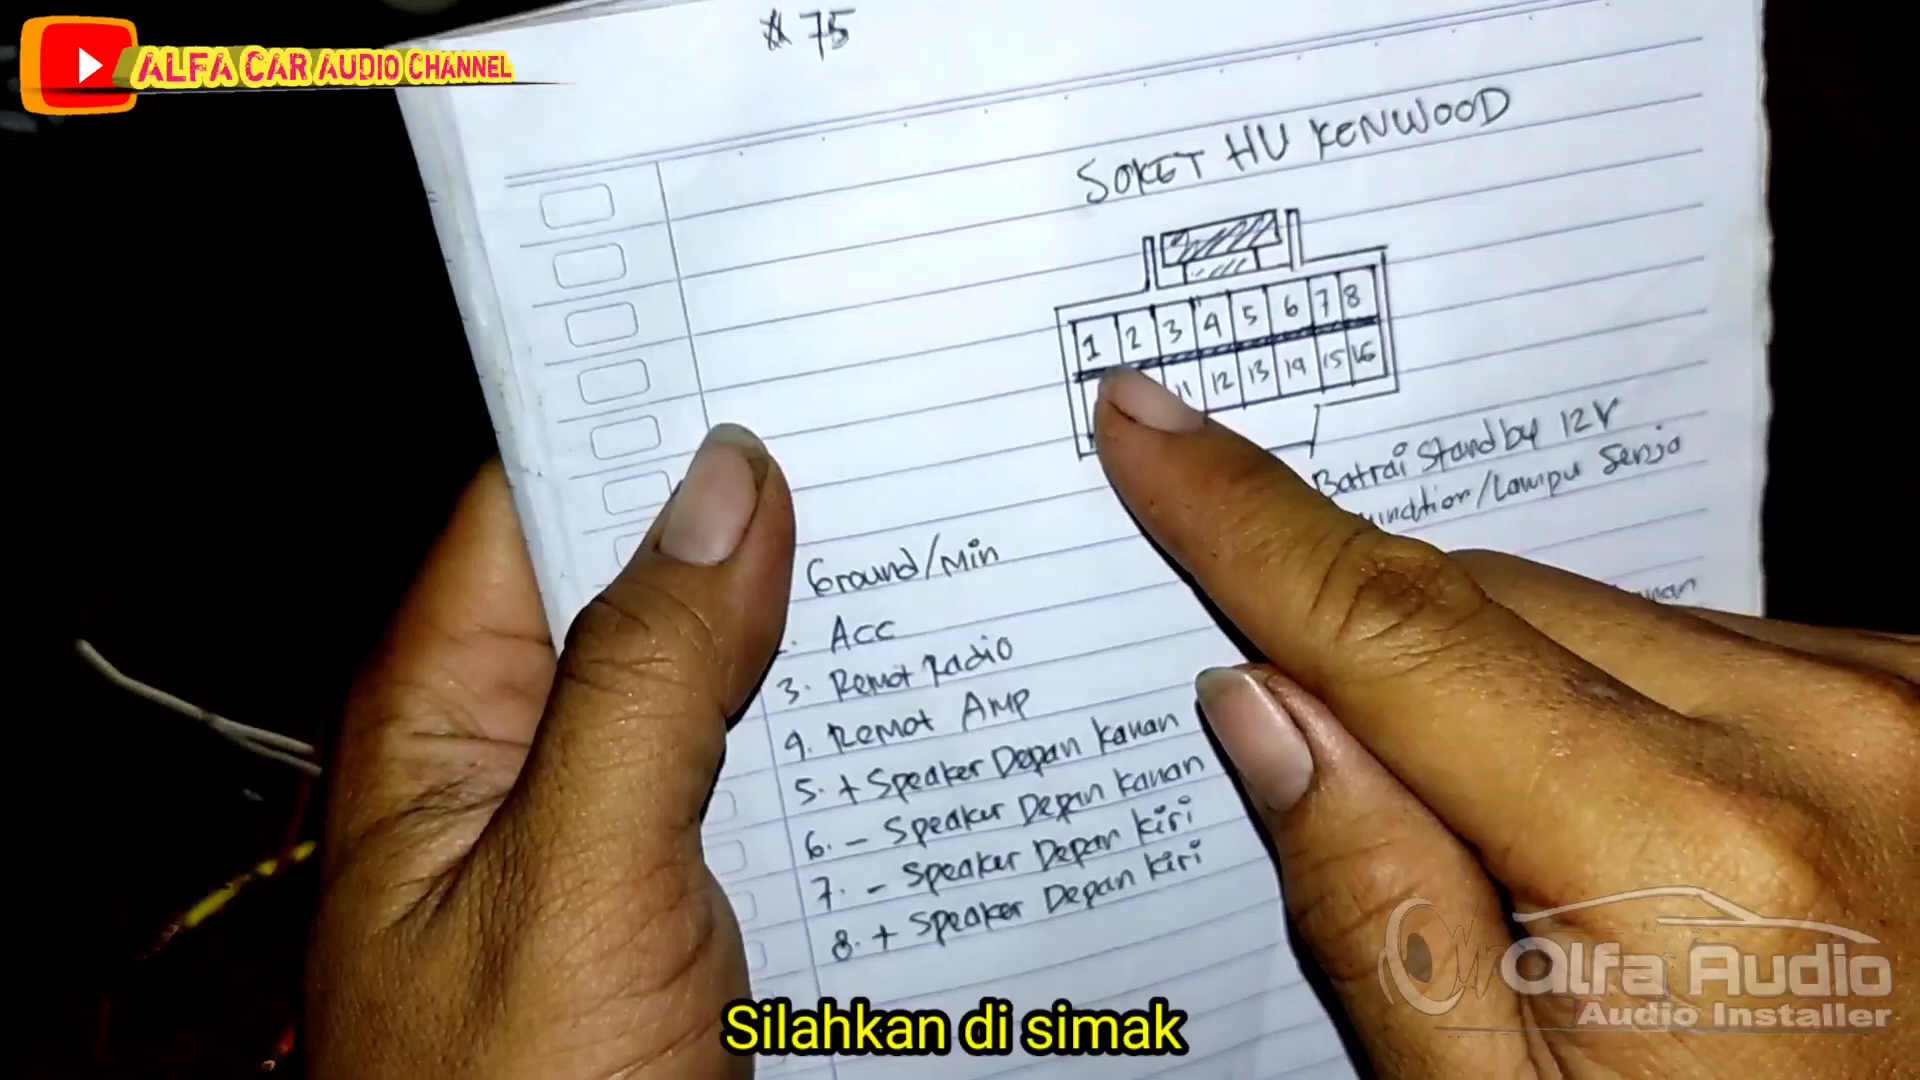 ALFA CAR AUDIO CHANNEL
* 75
SOKET HU KENWOOD
1 2 3 4 5 6 7 8
11 12 13 14 15 16
Batrai Standby 12V
/Lampu Senja
Ground/Min
Acc
3. Remot Radio
4. Remot AMP
5. + Speaker Depan Kanan
6. - Speaker Depan Kanan
7. - Speaker Depan Kiri
8. + Speaker Depan Kiri
Alfa Audio
Audio Installer
Silahkan di simak